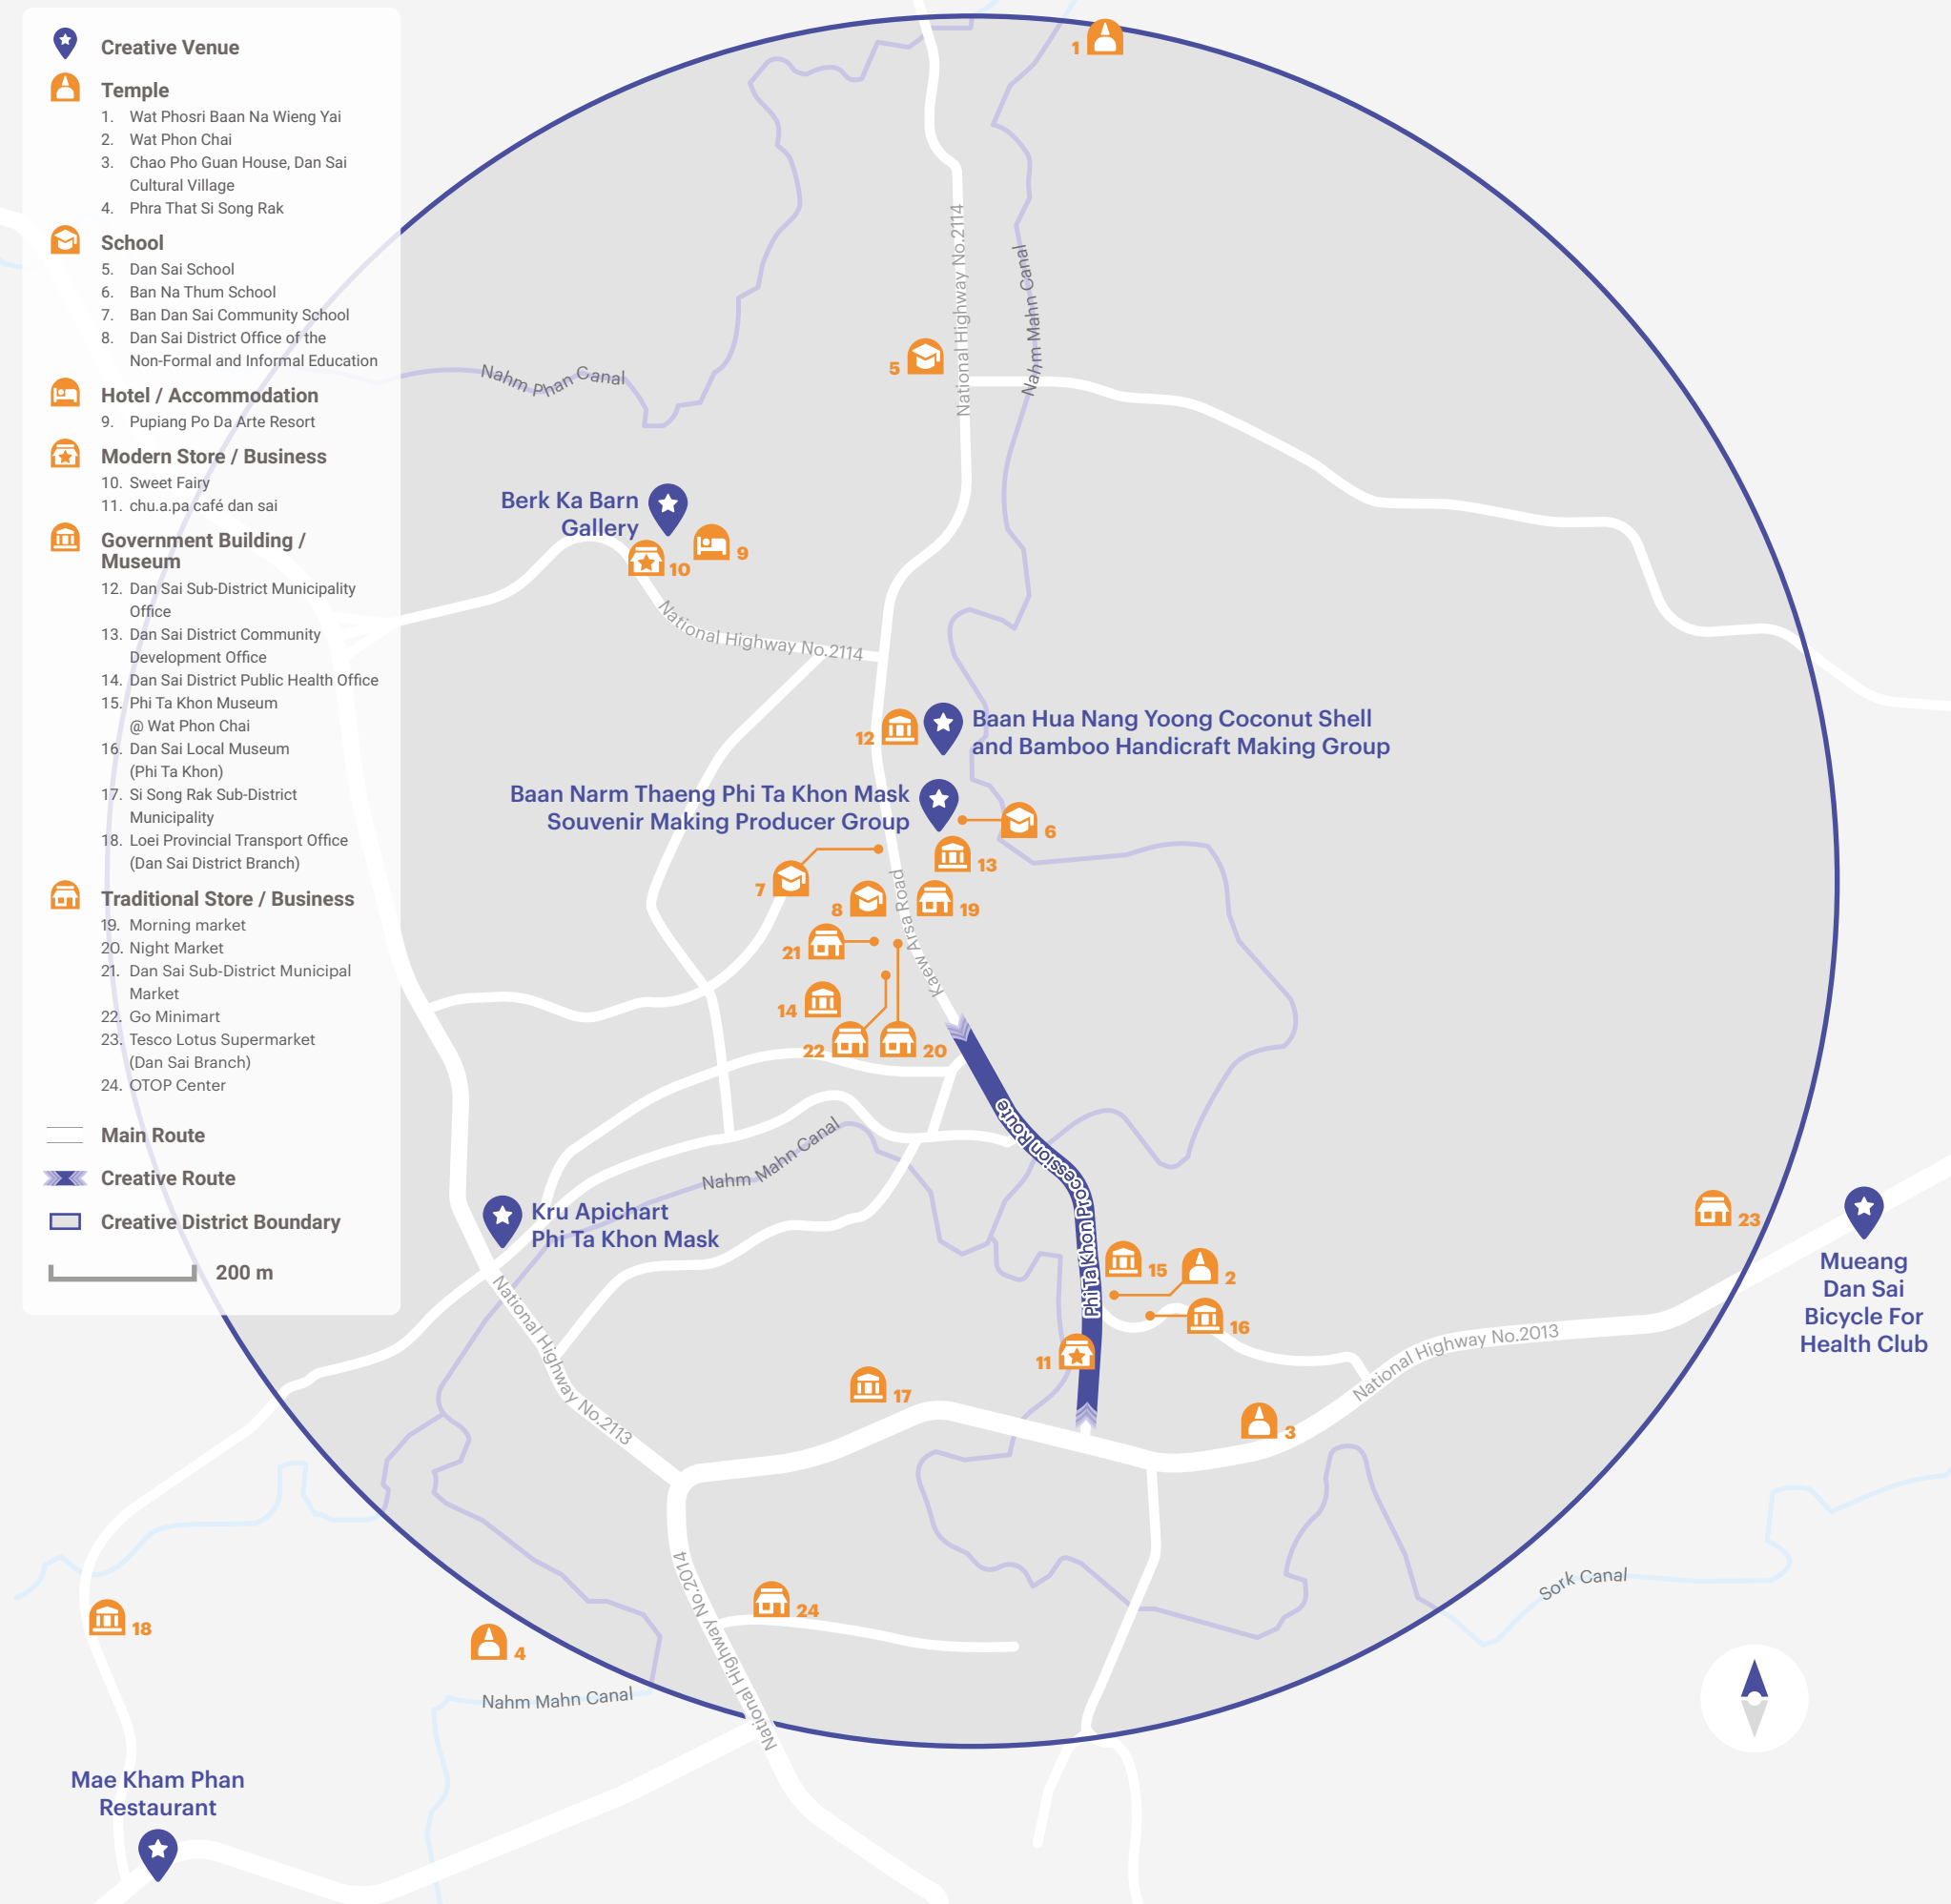 Creative Venue
Temple
1. Wat Phosri Baan Na Wieng Yai
2. Wat Phon Chai
3. Chao Pho Guan House, Dan Sai
Cultural Village
4. Phra That Si Song Rak
School
5. Dan Sai School
6. Ban Na Thum School
7. Ban Dan Sai Community School
8. Dan Sai District Office of the
Non-Formal and Informal Education
Hotel / Accommodation
9. Pupiang Po Da Arte Resort
Modern Store / Business
10. Sweet Fairy
11. chu.a.pa café dan sai
Government Building /
Museum
12. Dan Sai Sub-District Municipality
Office
13. Dan Sai District Community
Development Office
14. Dan Sai District Public Health Office
15. Phi Ta Khon Museum
@ Wat Phon Chai
16. Dan Sai Local Museum
(Phi Ta Khon)
17. Si Song Rak Sub-District
Municipality
18. Loei Provincial Transport Office
(Dan Sai District Branch)
Traditional Store / Business
19. Morning market
20. Night Market
21. Dan Sai Sub-District Municipal
Market
22. Go Minimart
23. Tesco Lotus Supermarket
(Dan Sai Branch)
24. OTOP Center
Main Route
Creative Route
Creative District Boundary
200 m
1
National Highway No.2114
Nahm Mahn Canal
5
Nahm Phan Canal
Berk Ka Barn
Gallery
9
10
National Highway No.2114
12
Baan Hua Nang Yoong Coconut Shell
and Bamboo Handicraft Making Group
Baan Narm Thaeng Phi Ta Khon Mask
Souvenir Making Producer Group
6
13
7
8
19
Kaew Arsa Road
21
14
22
20
Phi Ta Khon Procession Route
Nahm Mahn Canal
Kru Apichart
Phi Ta Khon Mask
23
15
2
16
Mueang
Dan Sai
Bicycle For
Health Club
11
National Highway No.2013
National Highway No.2113
17
3
Sork Canal
National Highway No.2014
24
18
4
Nahm Mahn Canal
Mae Kham Phan
Restaurant